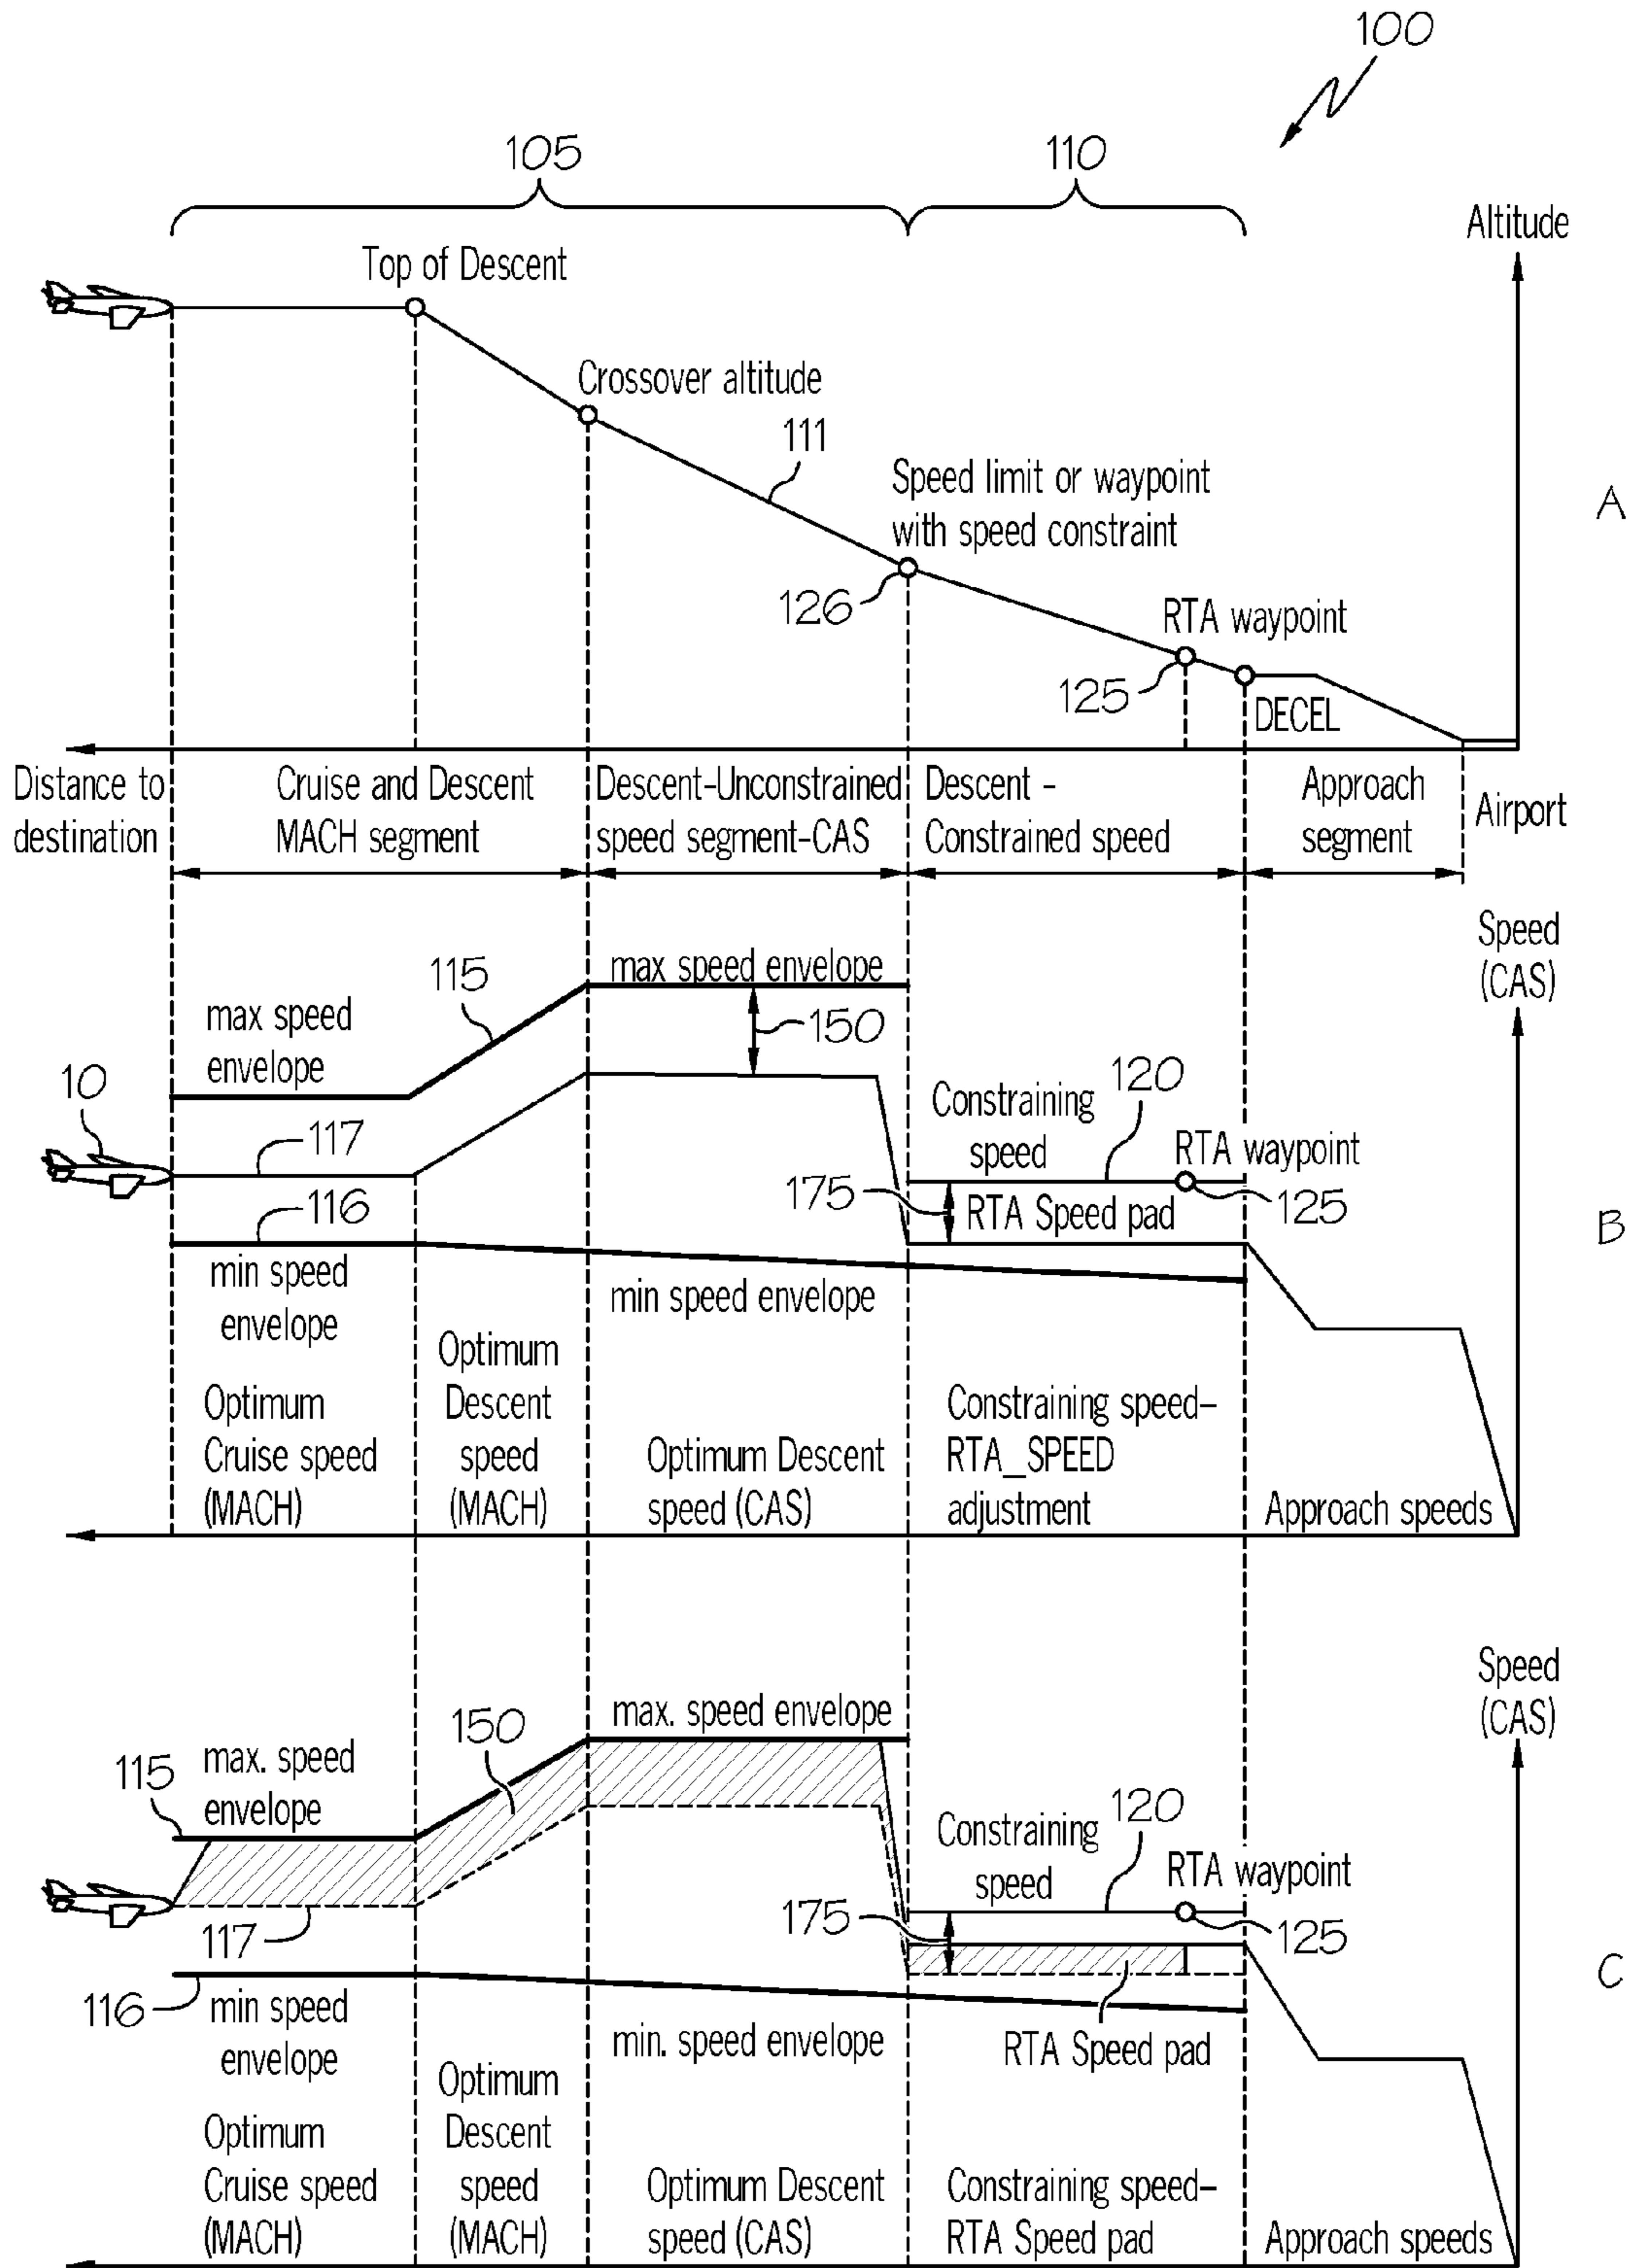 100
105
110
Altitude
Top of Descent
Crossover altitude
111
Speed limit or waypoint
with speed constraint
A
126
RTA waypoint
125
DECEL
Distance to
destination
Cruise and Descent
MACH segment
Descent-Unconstrained
speed segment-CAS
Descent -
Constrained speed
Approach
segment
Airport
Speed
(CAS)
115
max speed envelope
max speed
envelope
150
10
117
Constraining
speed
120
RTA waypoint
175
RTA Speed pad
125
116
B
min speed
envelope
min speed envelope
Optimum
Cruise speed
(MACH)
Optimum
Descent
speed
(MACH)
Optimum Descent
speed (CAS)
Constraining speed–
RTA_SPEED
adjustment
Approach speeds
Speed
(CAS)
150
max. speed envelope
115
max. speed
envelope
Constraining
speed
120
RTA waypoint
175
125
117
C
116
min speed
envelope
min. speed envelope
RTA Speed pad
Optimum
Cruise speed
(MACH)
Optimum
Descent
speed
(MACH)
Optimum Descent
speed (CAS)
Constraining speed–
RTA Speed pad
Approach speeds